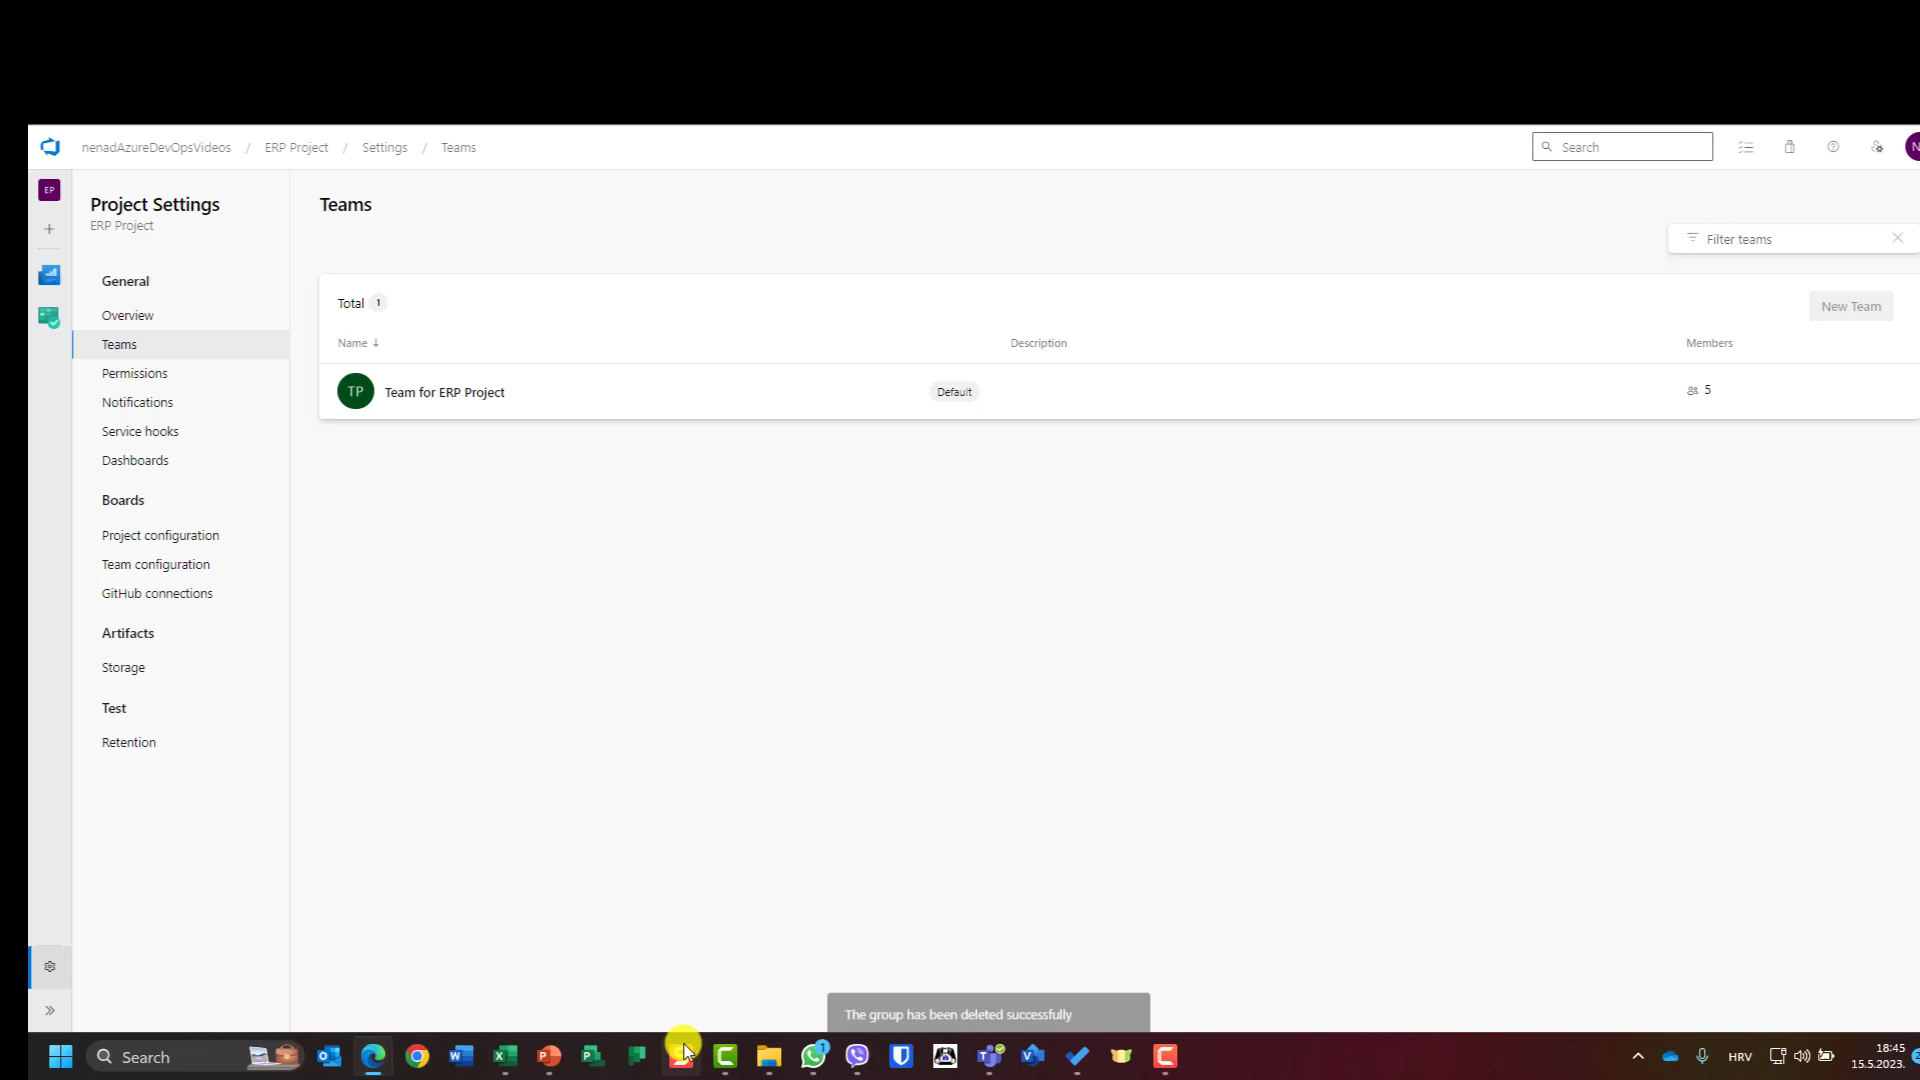 nenadAzureDevOpsVideos / ERP Project / Settings / Teams
Search
N
EP
Project Settings
ERP Project
General
Overview
Teams
Permissions
Notifications
Service hooks
Dashboards
Boards
Project configuration
Team configuration
GitHub connections
Artifacts
Storage
Test
Retention
Teams
Filter teams
Total 1
New Team
Name Description Members
TP Team for ERP Project Default 5
The group has been deleted successfully
Search
1
HRV
18:45
15.5.2023.
2